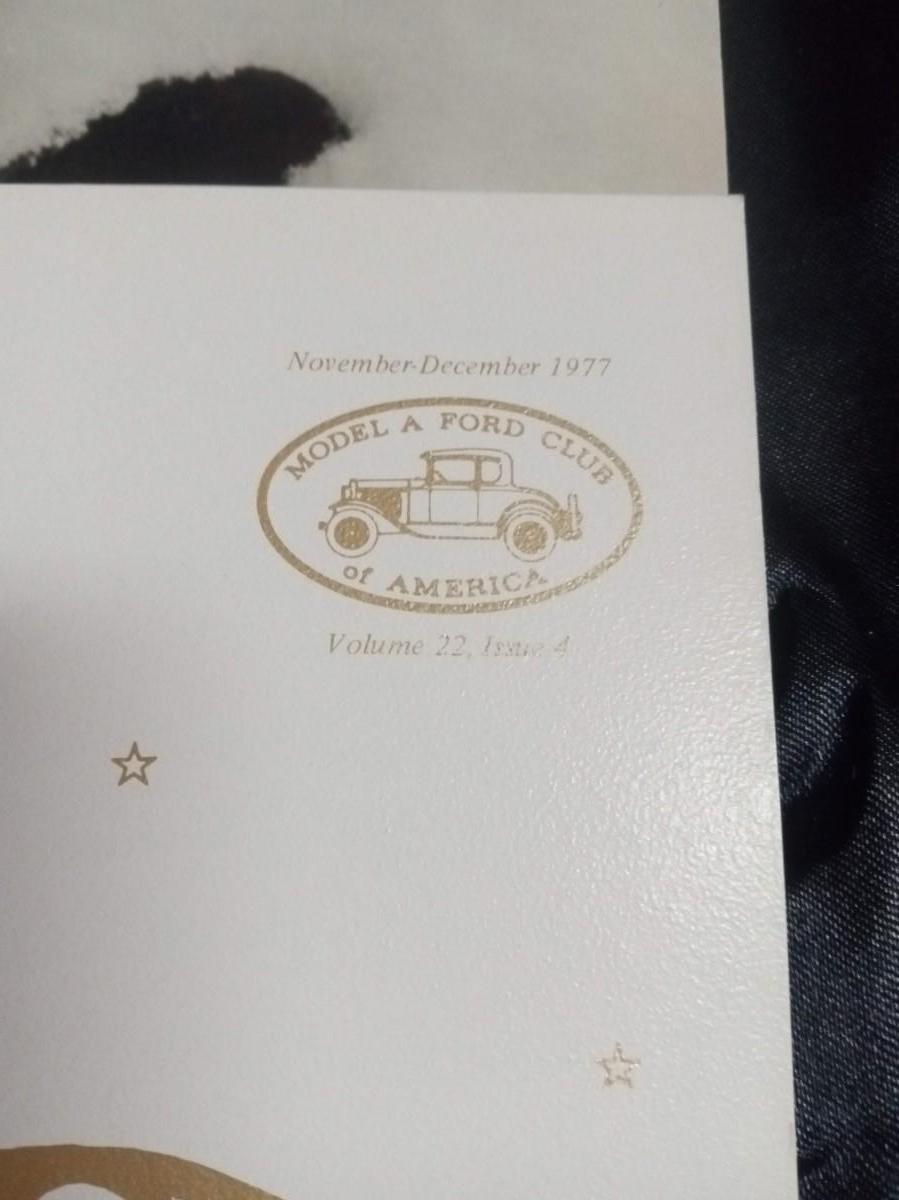 November-December 1977
MODEL A FORD CLUB
of AMERICA
Volume 22, Issue 4